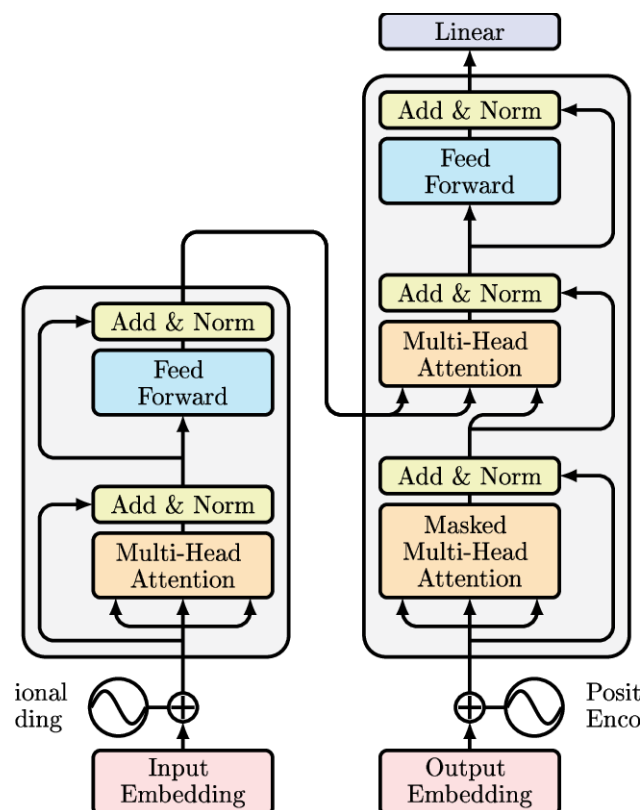 Linear
Add & Norm
Feed
Forward
Add & Norm
Multi-Head
Attention
Add & Norm
Masked
Multi-Head
Attention
Add & Norm
Feed
Forward
Add & Norm
Multi-Head
Attention
ional
ding
Posit
Enco
Input
Embedding
Output
Embedding